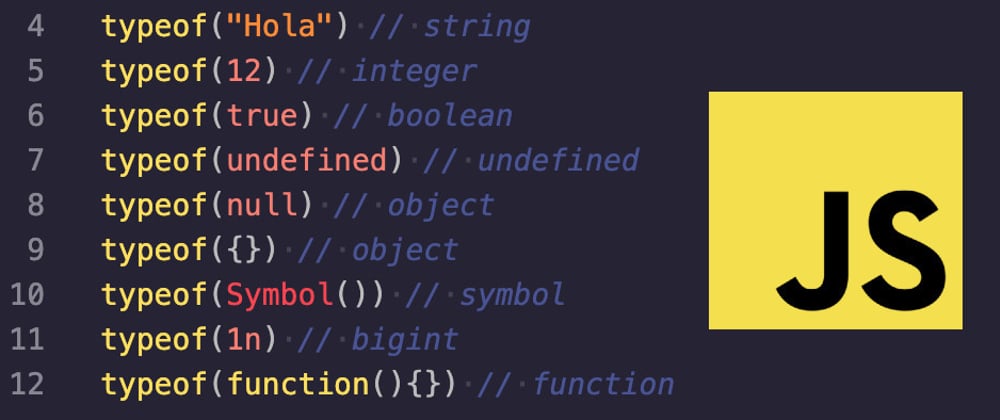 4 typeof("Hola") // string
5 typeof(12) // integer
6 typeof(true) // boolean
7 typeof(undefined) // undefined
8 typeof(null) // object
9 typeof({}) // object
10 typeof(Symbol()) // symbol
11 typeof(1n) // bigint
12 typeof(function(){}) // function
JS